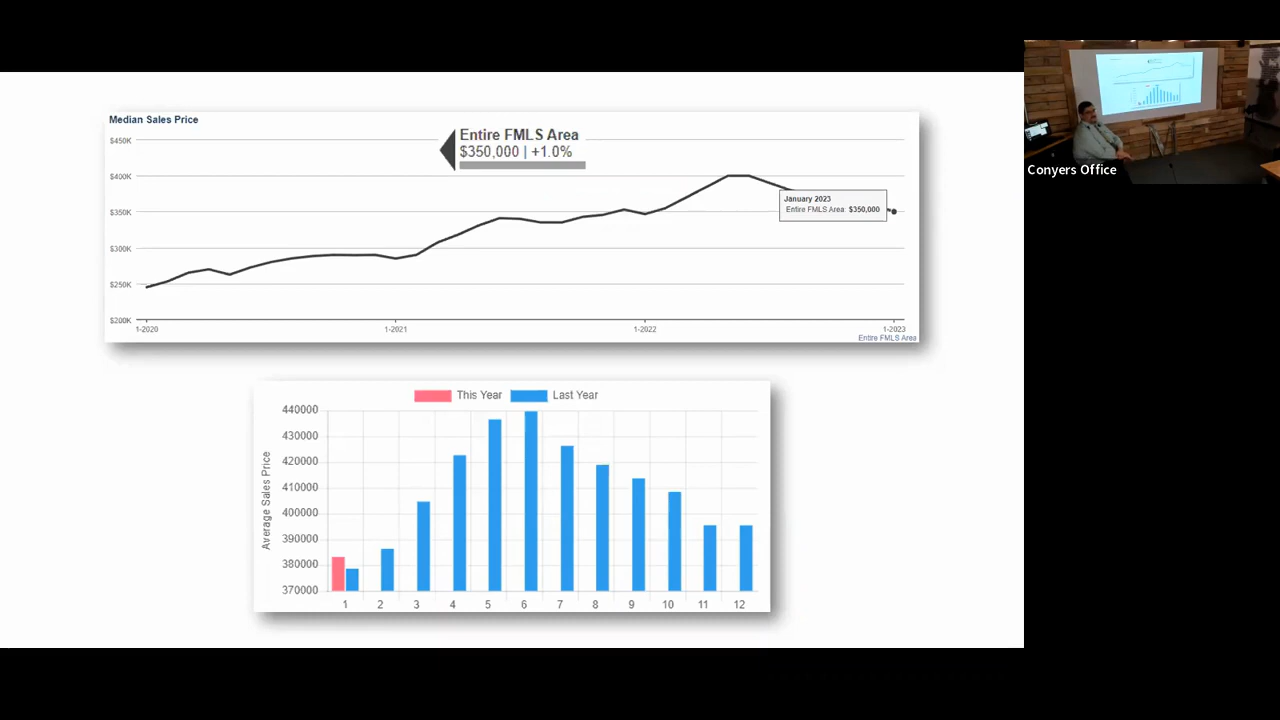 Median Sales Price
Entire FMLS Area
$350,000 | +1.0%
$450K
$400K
$350K
$300K
$250K
$200K
January 2023
Entire FMLS Area $350,000
1-2020
1-2021
1-2022
1-2023
Entire FMLS Area
This Year
Last Year
Average Sales Price
440000
430000
420000
410000
400000
390000
380000
370000
1 2 3 4 5 6 7 8 9 10 11 12
Conyers Office